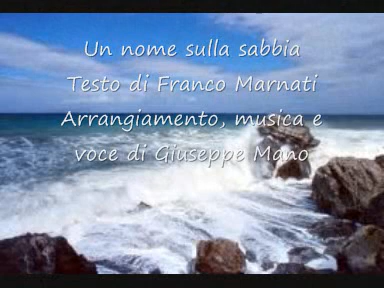 Un nome sulla sabbia
Testo di Franco Marnati
Arrangiamento, musica e
voce di Giuseppe Mano